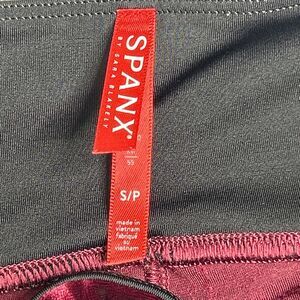 SPANX®
BY SARA BLAKELY
S/P
made in
vietnam
fabriqué
au
vietnam